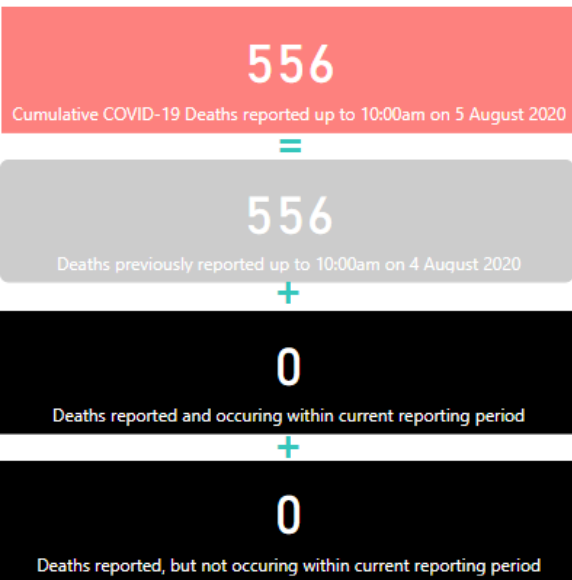 556
Cumulative COVID-19 Deaths reported up to 10:00am on 5 August 2020
=
556
Deaths previously reported up to 10:00am on 4 August 2020
+
0
Deaths reported and occuring within current reporting period
+
0
Deaths reported, but not occuring within current reporting period